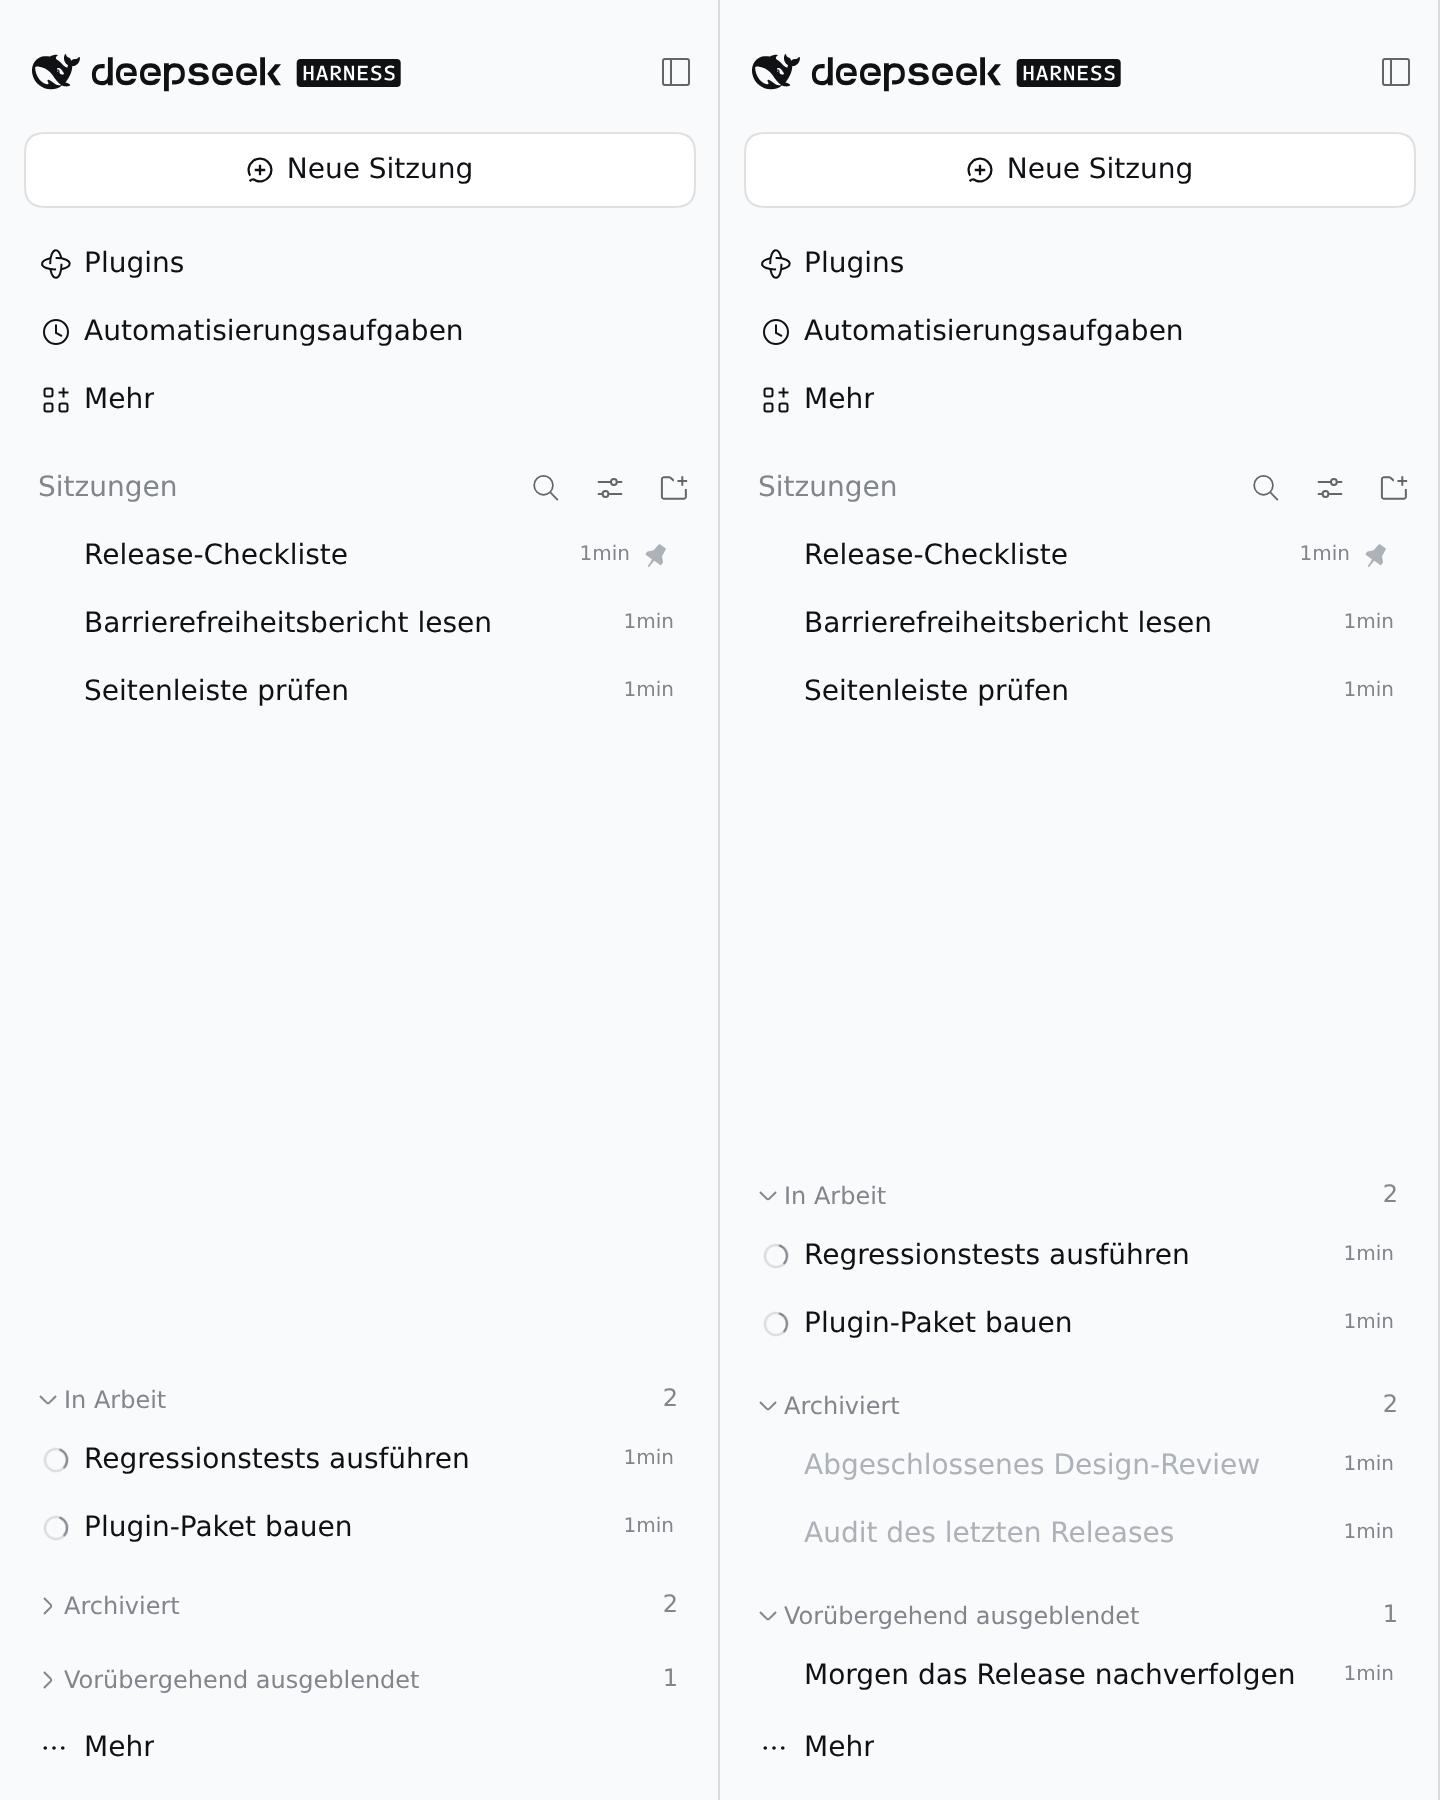 deepseek HARNESS
Neue Sitzung
Plugins
Automatisierungsaufgaben
Mehr
Sitzungen
Release-Checkliste 1min
Barrierefreiheitsbericht lesen 1min
Seitenleiste prüfen 1min
In Arbeit 2
Regressionstests ausführen 1min
Plugin-Paket bauen 1min
Archiviert 2
Vorübergehend ausgeblendet 1
Mehr
deepseek HARNESS
Neue Sitzung
Plugins
Automatisierungsaufgaben
Mehr
Sitzungen
Release-Checkliste 1min
Barrierefreiheitsbericht lesen 1min
Seitenleiste prüfen 1min
In Arbeit 2
Regressionstests ausführen 1min
Plugin-Paket bauen 1min
Archiviert 2
Abgeschlossenes Design-Review 1min
Audit des letzten Releases 1min
Vorübergehend ausgeblendet 1
Morgen das Release nachverfolgen 1min
Mehr